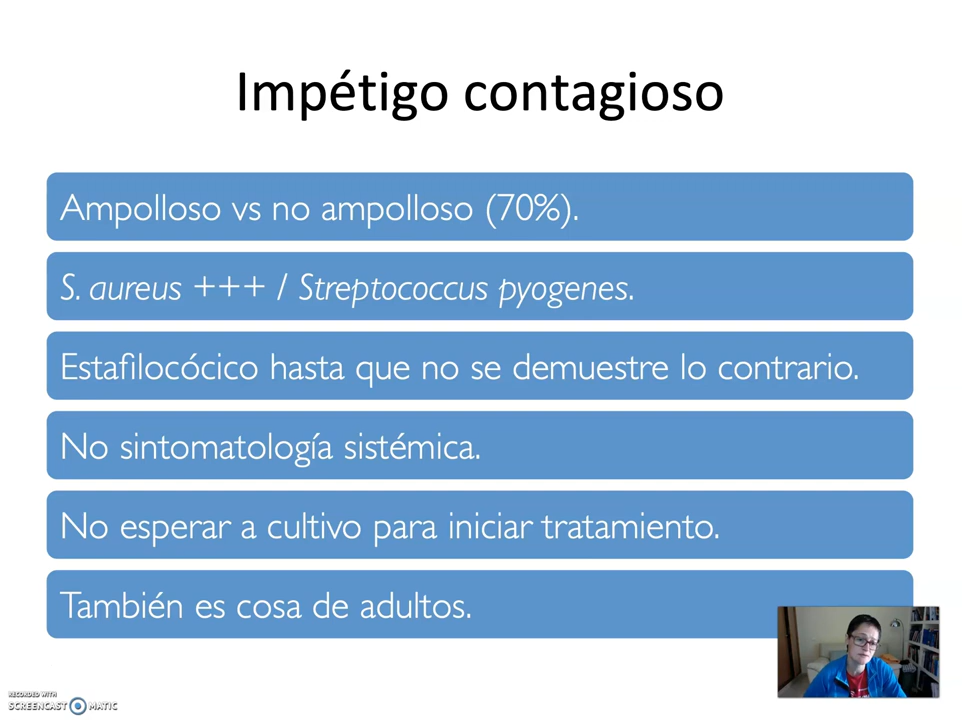 Impétigo contagioso
Ampolloso vs no ampolloso (70%).
S. aureus +++ / Streptococcus pyogenes.
Estafilocócico hasta que no se demuestre lo contrario.
No sintomatología sistémica.
No esperar a cultivo para iniciar tratamiento.
También es cosa de adultos.
RECORDED WITH
SCREENCAST MATIC